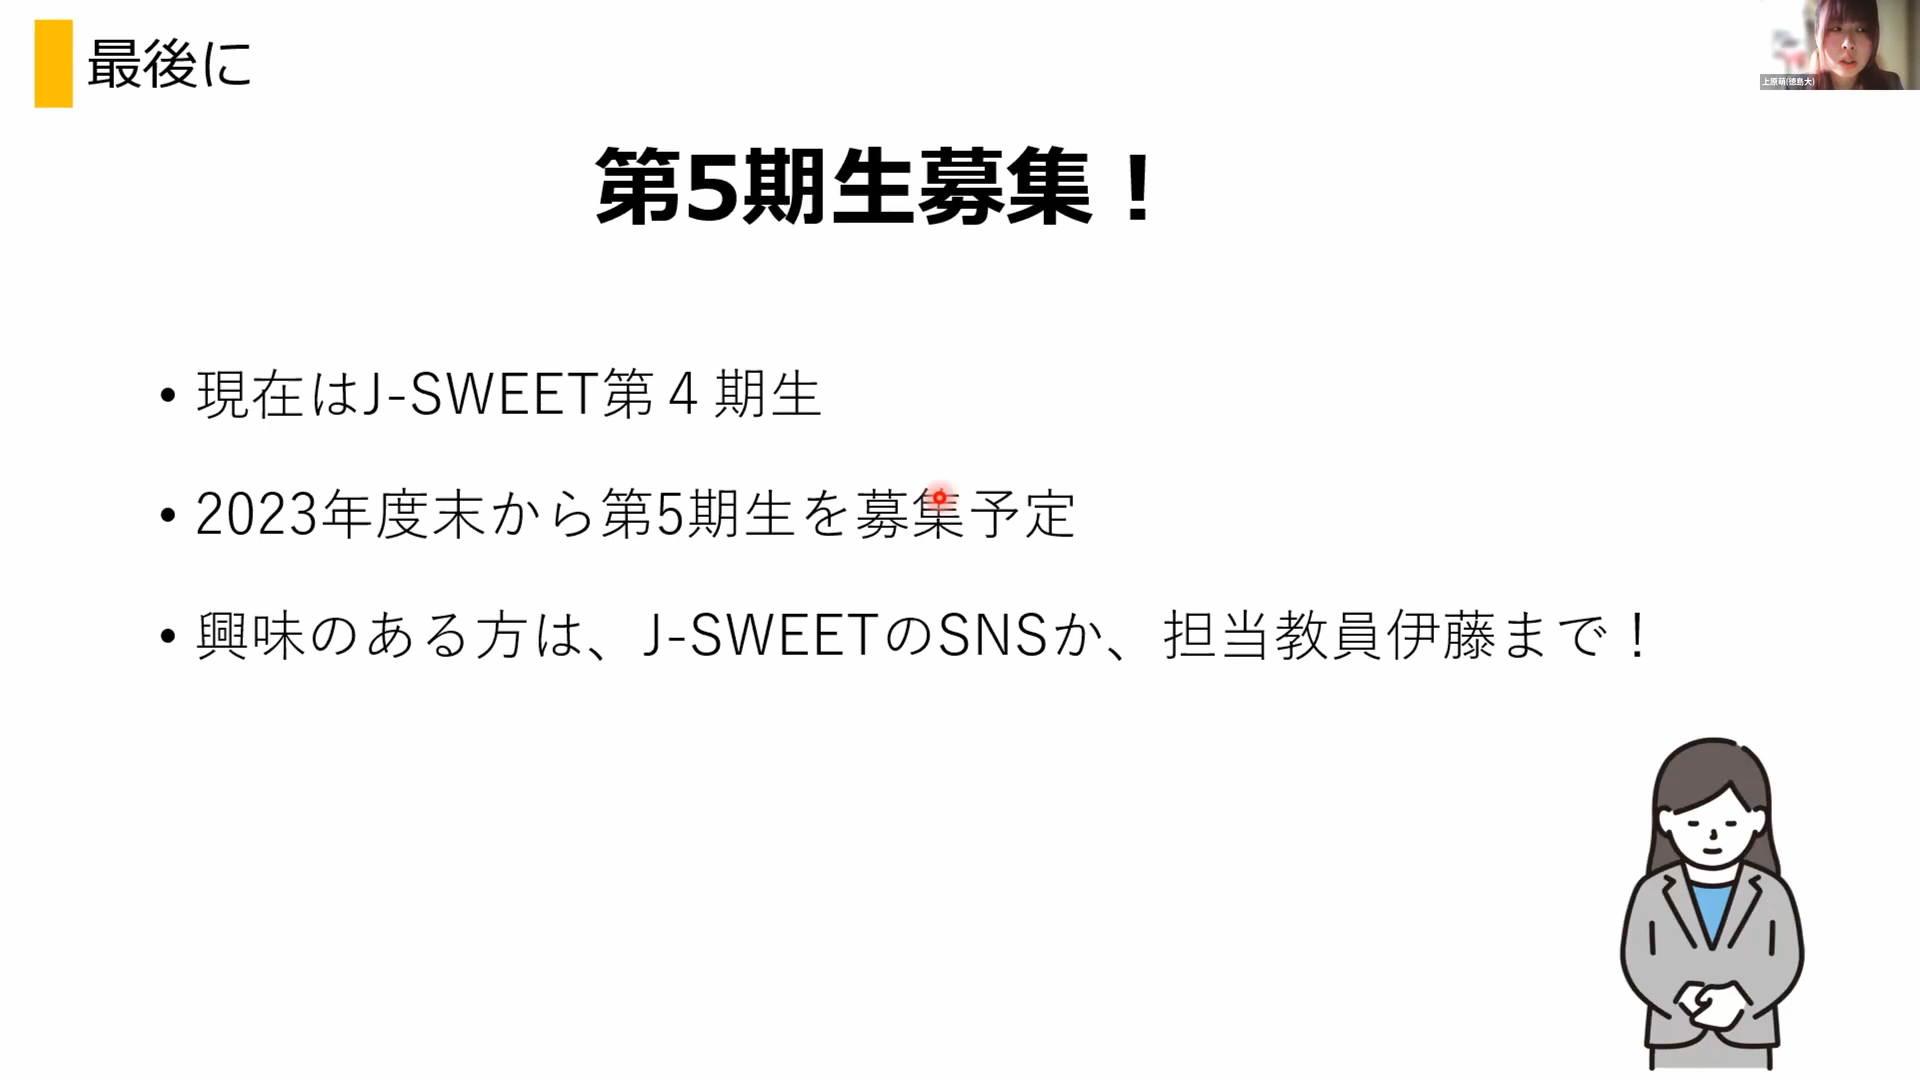 最後に
上原萌(徳島大)
第5期生募集！
• 現在はJ-SWEET第４期生
• 2023年度末から第5期生を募集予定
• 興味のある方は、J-SWEETのSNSか、担当教員伊藤まで！